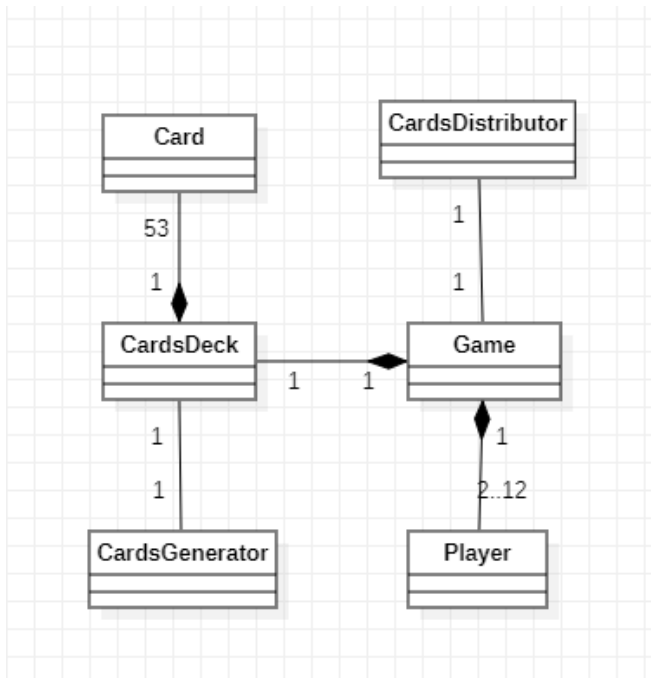 Card
CardsDistributor
53
1
1
1
CardsDeck
Game
1
1
1
1
1
2..12
CardsGenerator
Player